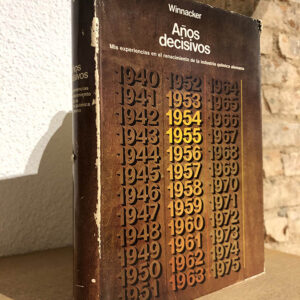 Winnacker
Años
decisivos
Mis experiencias en el renacimiento de la industria química alemana
1940 1952 1964
1941 1953 1965
1942 1954 1966
1943 1955 1967
1944 1956 1968
1945 1957 1969
1946 1958 1970
1947 1959 1971
1948 1960 1972
1949 1961 1973
1950 1962 1974
1951 1963 1975